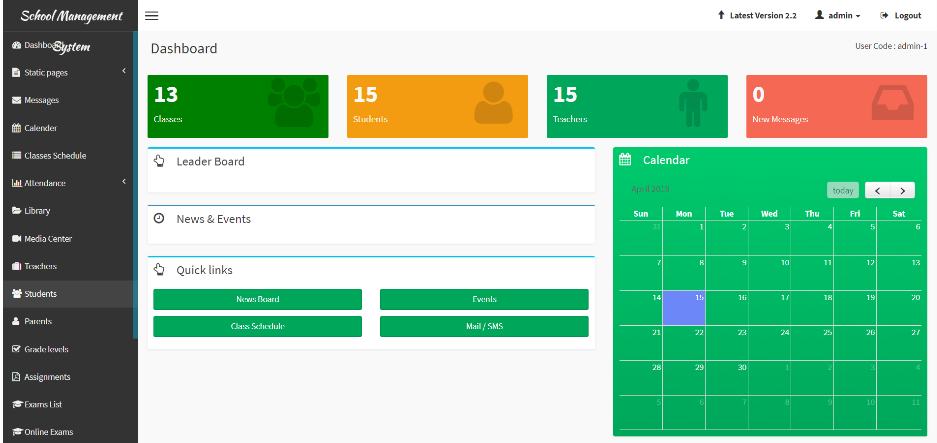 School Management
System
Latest Version 2.2
admin
Logout
Dashboard
Static pages
Messages
Calender
Classes Schedule
Attendance
Library
Media Center
Teachers
Students
Parents
Grade levels
Assignments
Exams List
Online Exams
Dashboard
User Code : admin-1
13
Classes
15
Students
15
Teachers
0
New Messages
Leader Board
News & Events
Quick links
News Board
Events
Class Schedule
Mail / SMS
Calendar
April 2019
today
Sun Mon Tue Wed Thu Fri Sat
31 1 2 3 4 5 6
7 8 9 10 11 12 13
14 15 16 17 18 19 20
21 22 23 24 25 26 27
28 29 30 1 2 3 4
5 6 7 8 9 10 11